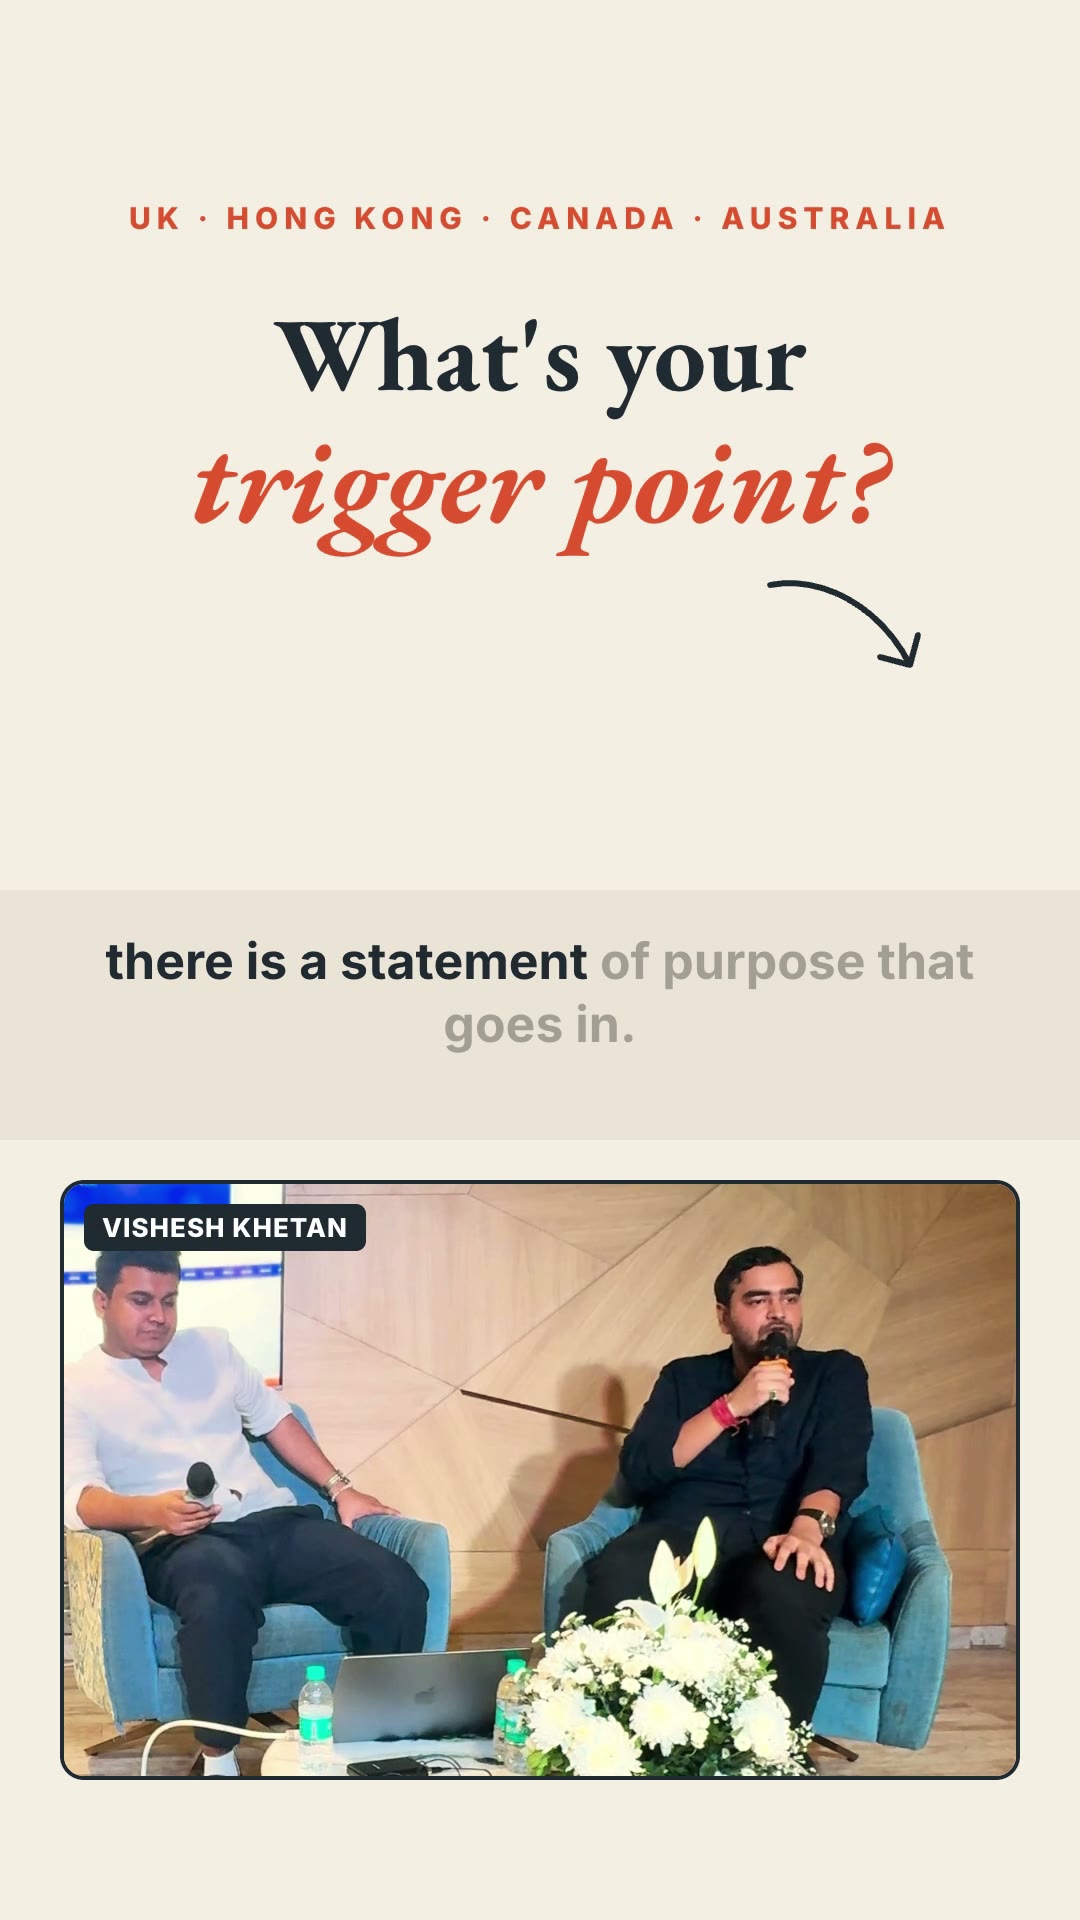 UK · HONG KONG · CANADA · AUSTRALIA
What's your
trigger point?
there is a statement of purpose that
goes in.
VISHESH KHETAN